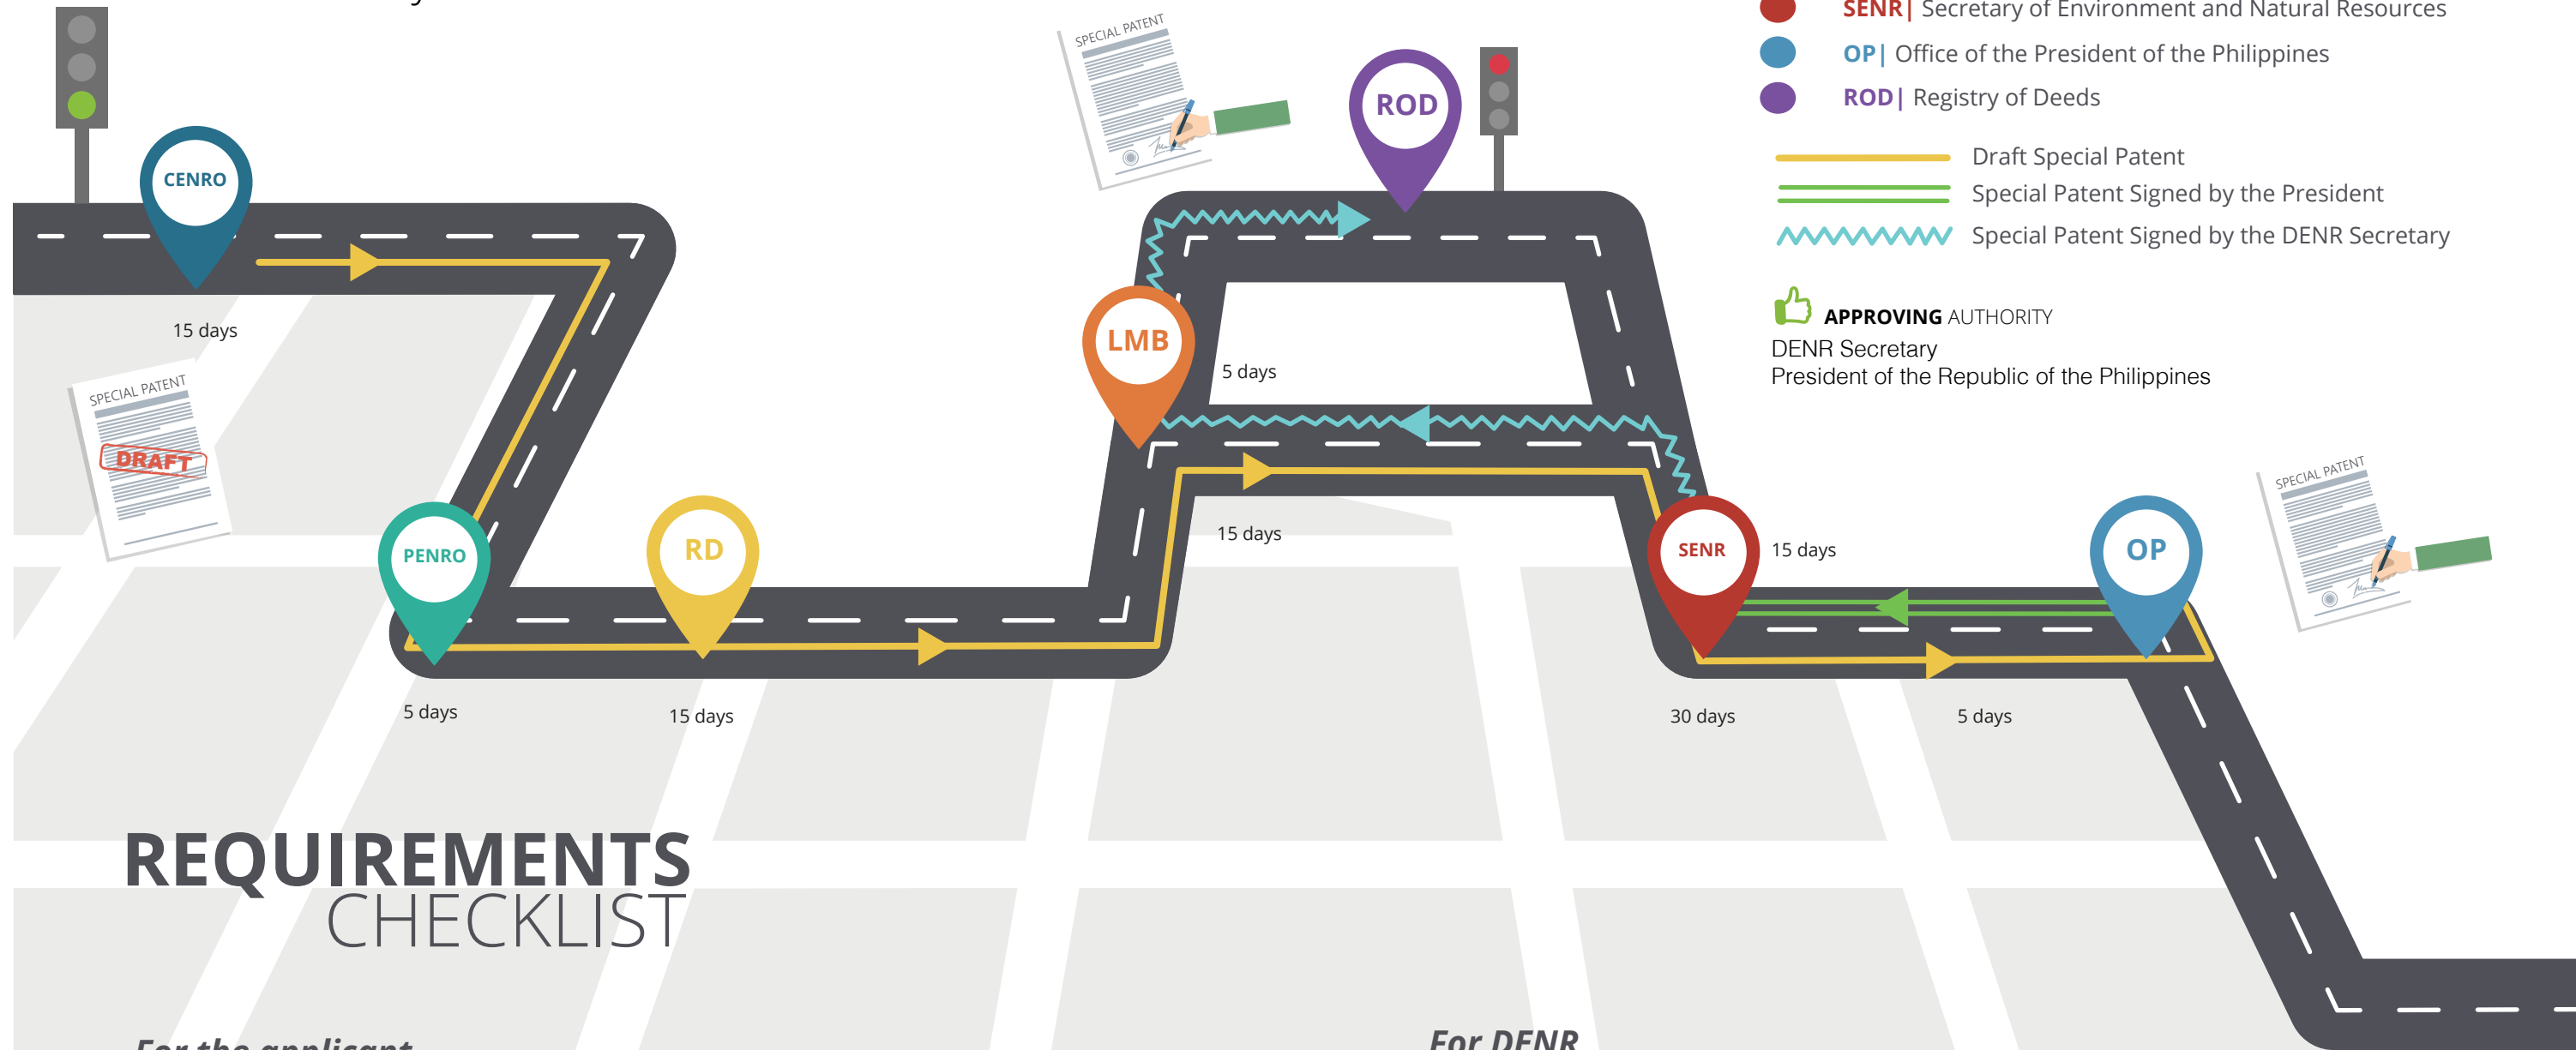 SENR| Secretary of Environment and Natural Resources
OP| Office of the President of the Philippines
ROD| Registry of Deeds
Draft Special Patent
Special Patent Signed by the President
Special Patent Signed by the DENR Secretary
APPROVING AUTHORITY
DENR Secretary
President of the Republic of the Philippines
SPECIAL PATENT
ROD
CENRO
15 days
LMB
5 days
SPECIAL PATENT
DRAFT
PENRO
5 days
RD
15 days
15 days
SENR
15 days
30 days
OP
5 days
SPECIAL PATENT
REQUIREMENTS
CHECKLIST
For the applicant
For DENR